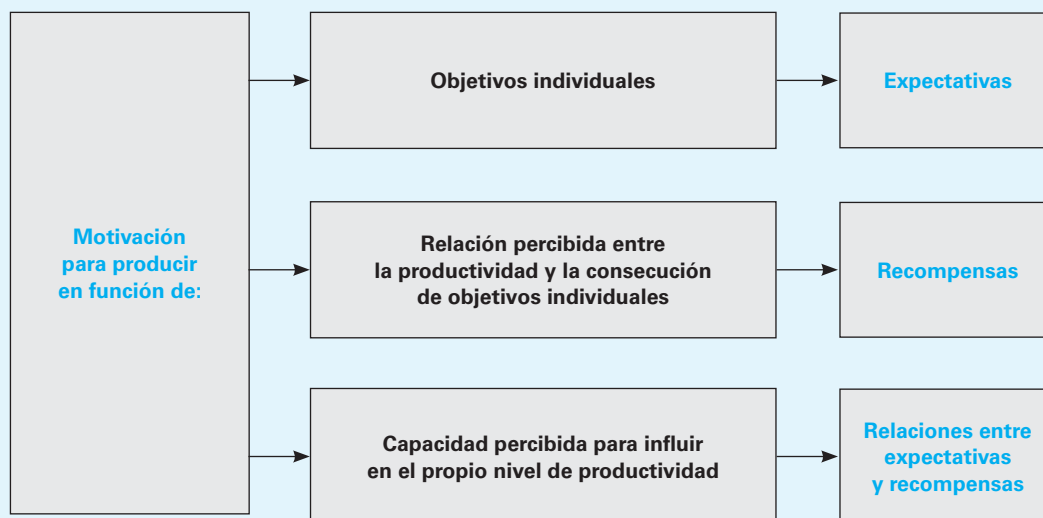 Motivación
para producir
en función de:
Objetivos individuales
Expectativas
Relación percibida entre
la productividad y la consecución
de objetivos individuales
Recompensas
Capacidad percibida para influir
en el propio nivel de productividad
Relaciones entre
expectativas
y recompensas